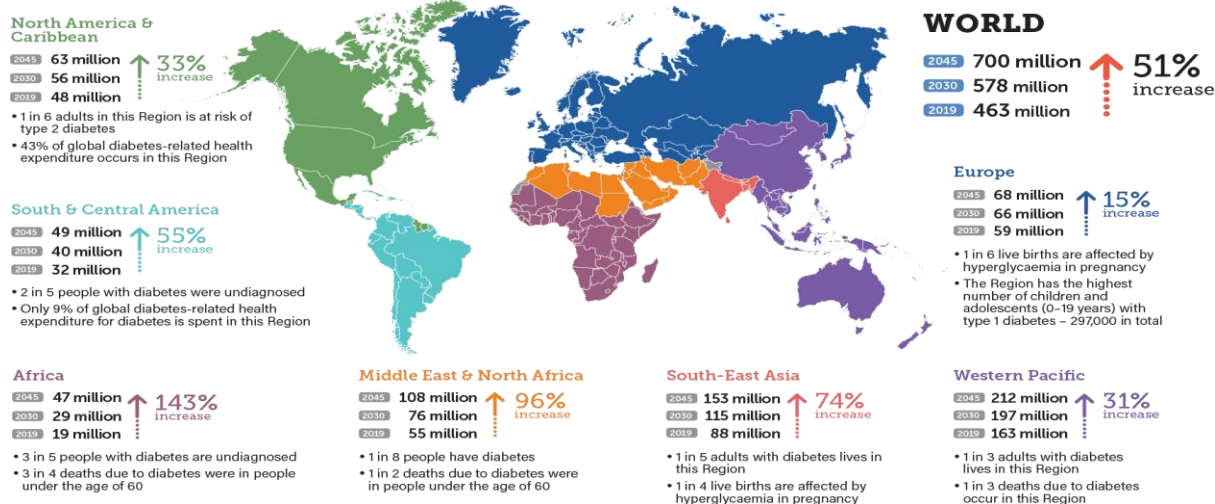 North America &
Caribbean
2045 63 million
2030 56 million
2019 48 million
33%
increase
• 1 in 6 adults in this Region is at risk of
type 2 diabetes
• 43% of global diabetes-related health
expenditure occurs in this Region
WORLD
2045 700 million
2030 578 million
2019 463 million
51%
increase
South & Central America
2045 49 million
2030 40 million
2019 32 million
55%
increase
• 2 in 5 people with diabetes were undiagnosed
• Only 9% of global diabetes-related health
expenditure for diabetes is spent in this Region
Europe
2045 68 million
2030 66 million
2019 59 million
15%
increase
• 1 in 6 live births are affected by
hyperglycaemia in pregnancy
• The Region has the highest
number of children and
adolescents (0–19 years) with
type 1 diabetes – 297,000 in total
Africa
2045 47 million
2030 29 million
2019 19 million
143%
increase
• 3 in 5 people with diabetes are undiagnosed
• 3 in 4 deaths due to diabetes were in people
under the age of 60
Middle East & North Africa
2045 108 million
2030 76 million
2019 55 million
96%
increase
• 1 in 8 people have diabetes
• 1 in 2 deaths due to diabetes were
in people under the age of 60
South-East Asia
2045 153 million
2030 115 million
2019 88 million
74%
increase
• 1 in 5 adults with diabetes lives in
this Region
• 1 in 4 live births are affected by
hyperglycaemia in pregnancy
Western Pacific
2045 212 million
2030 197 million
2019 163 million
31%
increase
• 1 in 3 adults with diabetes
lives in this Region
• 1 in 3 deaths due to diabetes
occur in this Region